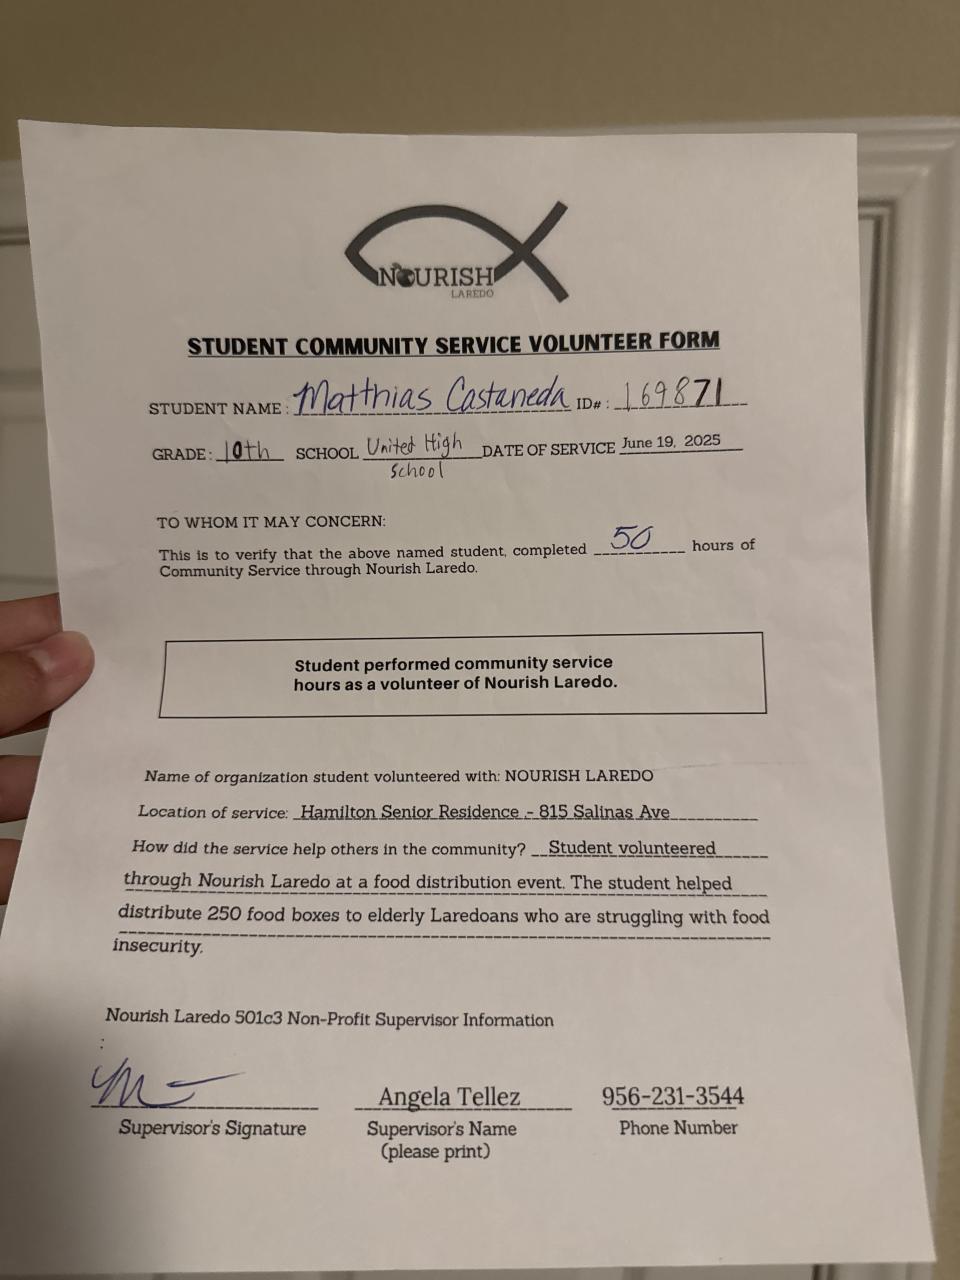 NOURISH
LAREDO
STUDENT COMMUNITY SERVICE VOLUNTEER FORM
STUDENT NAME: Matthias Castaneda ID#: 169871
GRADE: 10th SCHOOL United High DATE OF SERVICE June 19, 2025
school
TO WHOM IT MAY CONCERN:
This is to verify that the above named student, completed 50 hours of
Community Service through Nourish Laredo.
Student performed community service
hours as a volunteer of Nourish Laredo.
Name of organization student volunteered with: NOURISH LAREDO
Location of service: Hamilton Senior Residence - 815 Salinas Ave
How did the service help others in the community? Student volunteered
through Nourish Laredo at a food distribution event. The student helped
distribute 250 food boxes to elderly Laredoans who are struggling with food
insecurity.
Nourish Laredo 501c3 Non-Profit Supervisor Information
:
Angela Tellez 956-231-3544
Supervisor's Signature Supervisor's Name Phone Number
(please print)